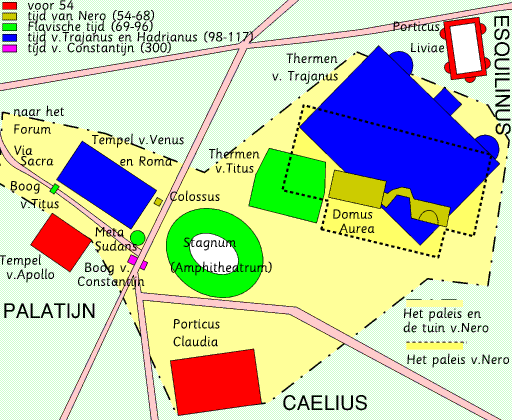 voor 54
tijd van Nero (54-68)
Flavische tijd (69-96)
tijd v.Trajanus en Hadrianus (98-117)
tijd v. Constantijn (300)
Porticus
Liviae
ESQUILINUS
Thermen
v. Trajanus
naar het
Forum
Via
Sacra
Tempel v.Venus
en Roma
Thermen
v.Titus
Boog
v.Titus
Colossus
Domus
Aurea
Meta
Sudans
Stagnum
(Amphitheatrum)
Tempel
v.Apollo
Boog v.
Constantijn
PALATIJN
Porticus
Claudia
Het paleis en
de tuin v.Nero
Het paleis v.Nero
CAELIUS